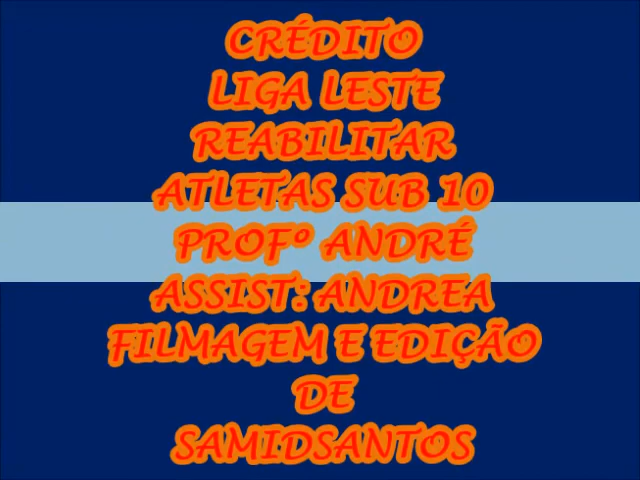 CRÉDITO
LIGA LESTE
REABILITAR
ATLETAS SUB 10
PROFº ANDRÉ
ASSIST: ANDREA
FILMAGEM E EDIÇÃO
DE
SAMIDSANTOS